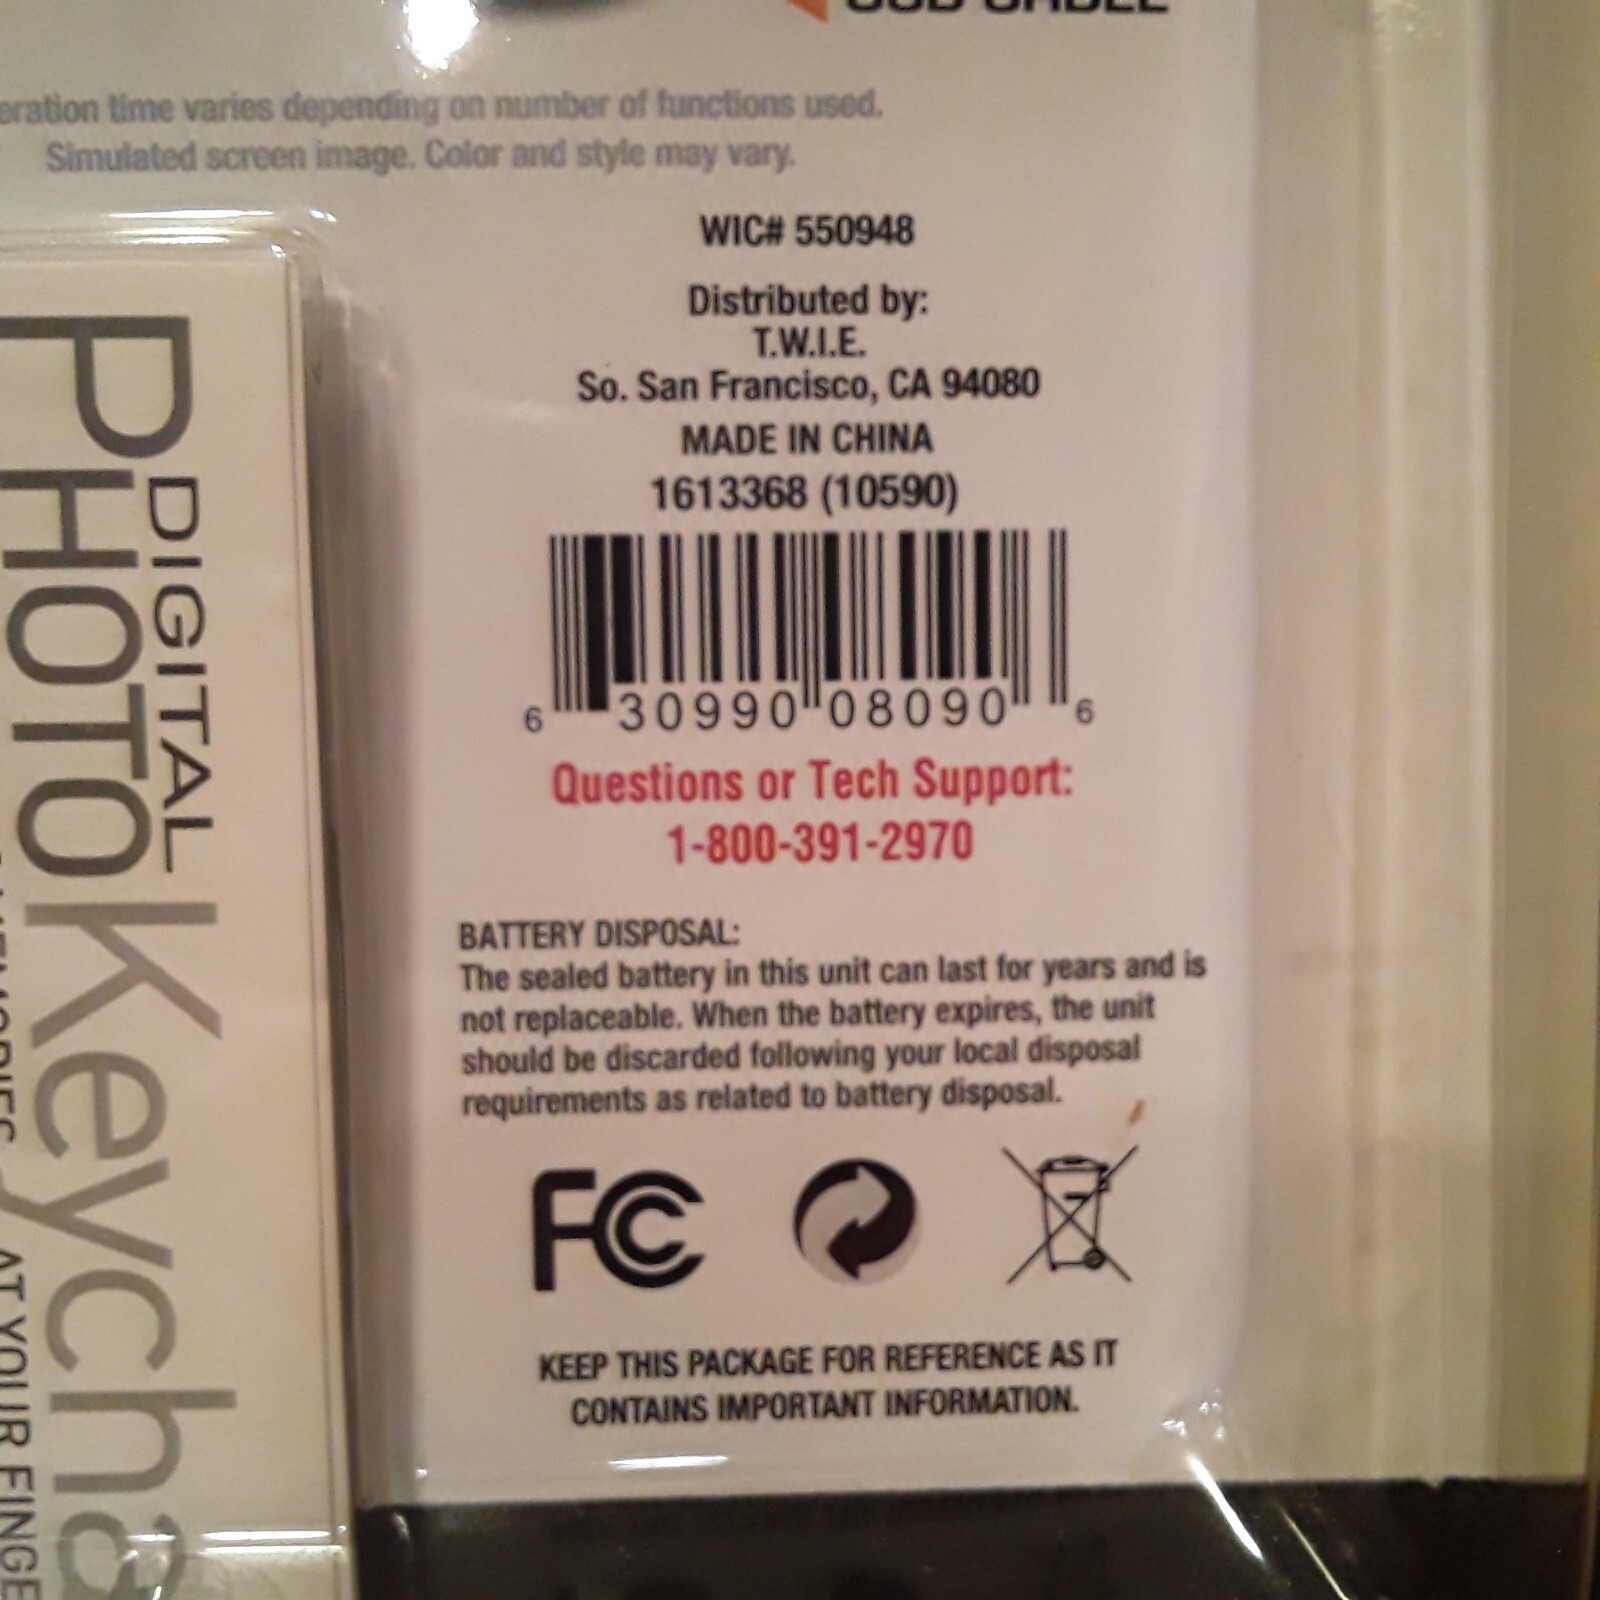 time varies depending on number of functions used.
Simulated screen image. Color and style may vary.
WIC# 550948
Distributed by:
T.W.I.E.
So. San Francisco, CA 94080
MADE IN CHINA
1613368 (10590)
6 30990 08090 6
Questions or Tech Support:
1-800-391-2970
BATTERY DISPOSAL:
The sealed battery in this unit can last for years and is
not replaceable. When the battery expires, the unit
should be discarded following your local disposal
requirements as related to battery disposal.
FC
KEEP THIS PACKAGE FOR REFERENCE AS IT
CONTAINS IMPORTANT INFORMATION.
DIGITAL
PHOTO Keycha
AT YOUR FINGE